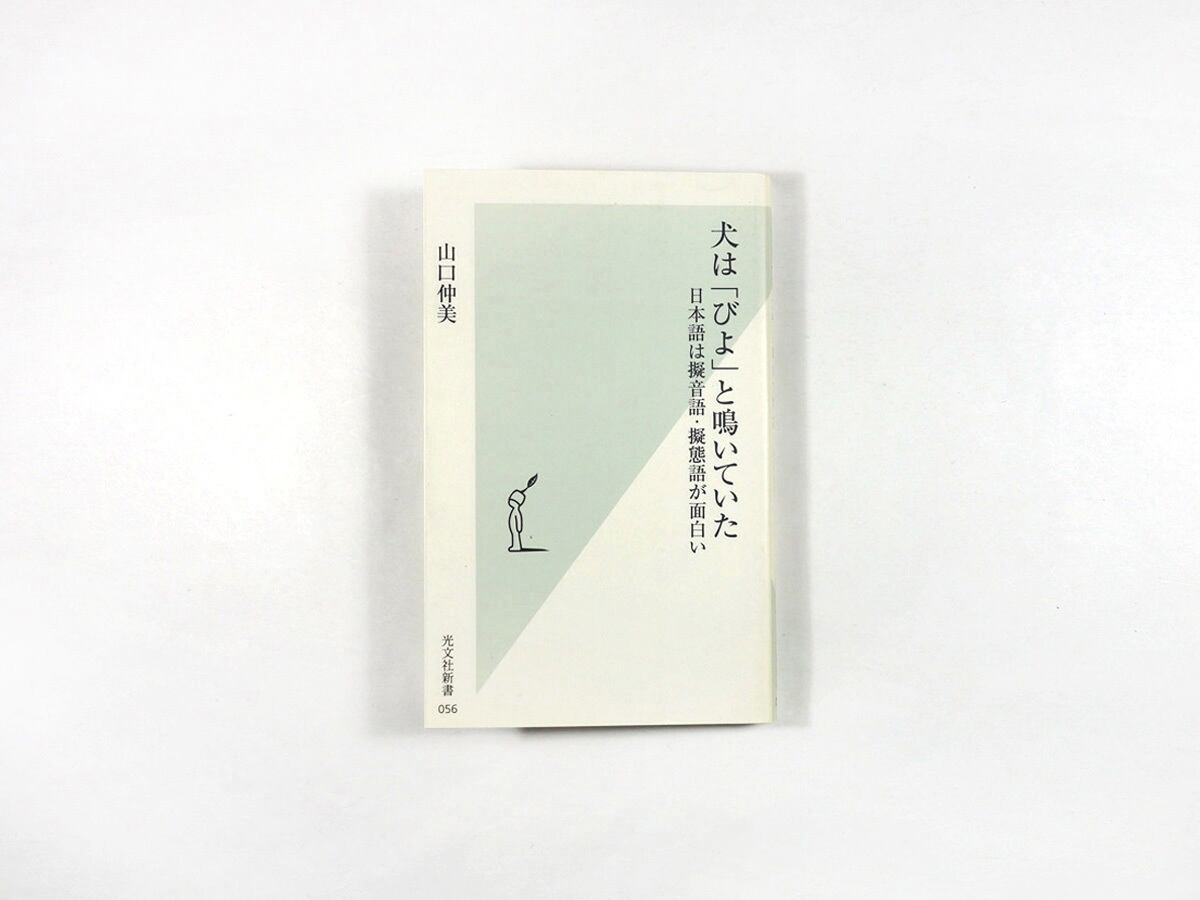 犬は「びよ」と鳴いていた
日本語は擬音語・擬態語が面白い
山口仲美
光文社新書
056